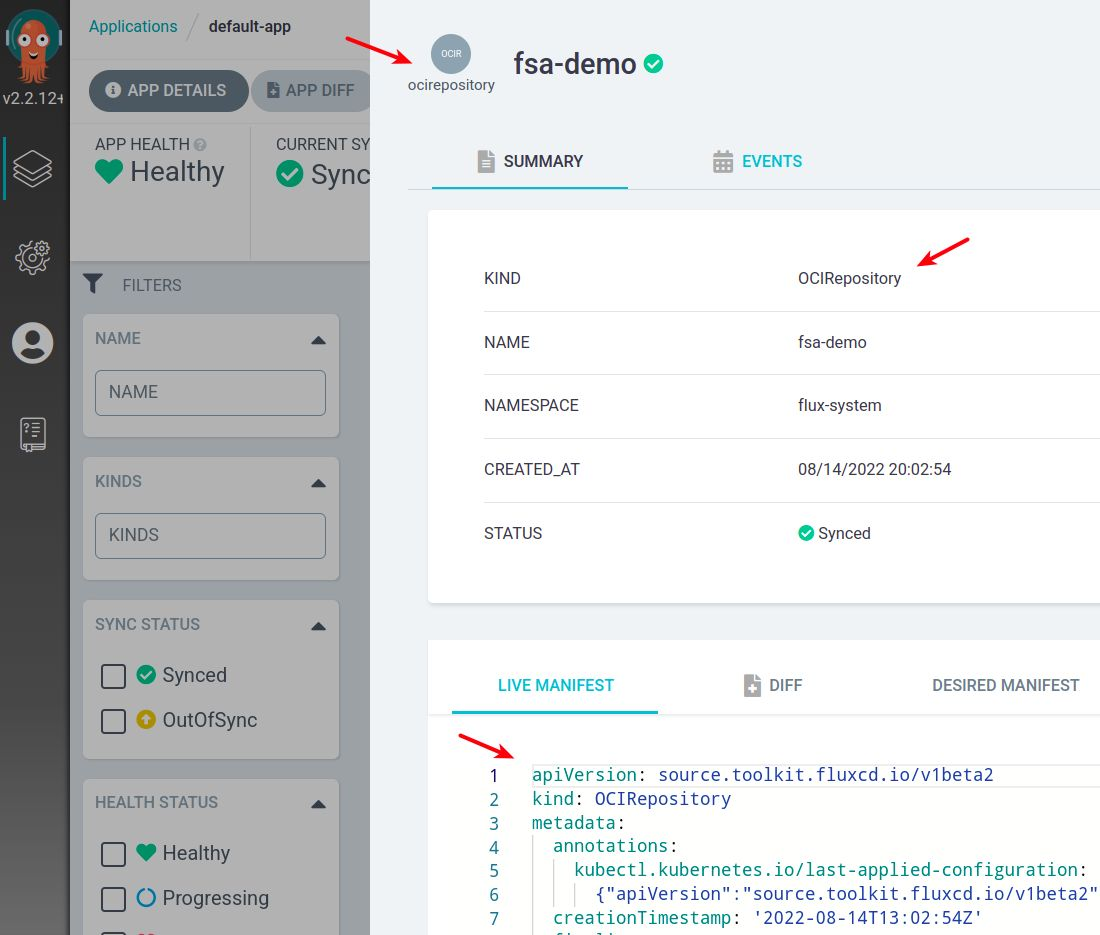 v2.2.12+
Applications / default-app
APP DETAILS
APP DIFF
APP HEALTH
Healthy
CURRENT SY
Sync
FILTERS
NAME
NAME
KINDS
KINDS
SYNC STATUS
Synced
OutOfSync
HEALTH STATUS
Healthy
Progressing
OCIR
ocirepository
fsa-demo
SUMMARY
EVENTS
KIND OCIRepository
NAME fsa-demo
NAMESPACE flux-system
CREATED_AT 08/14/2022 20:02:54
STATUS Synced
LIVE MANIFEST
DIFF
DESIRED MANIFEST
1 apiVersion: source.toolkit.fluxcd.io/v1beta2
2 kind: OCIRepository
3 metadata:
4 annotations:
5 kubectl.kubernetes.io/last-applied-configuration:
6 {"apiVersion":"source.toolkit.fluxcd.io/v1beta2"
7 creationTimestamp: '2022-08-14T13:02:54Z'